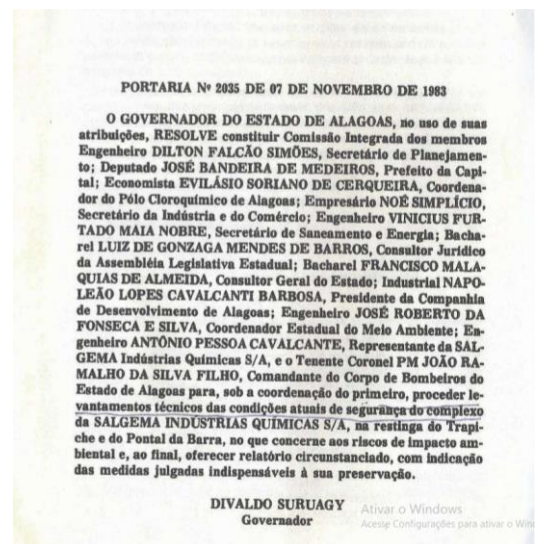 PORTARIA Nº 2035 DE 07 DE NOVEMBRO DE 1983
O GOVERNADOR DO ESTADO DE ALAGOAS, no uso de suas
atribuições, RESOLVE constituir Comissão Integrada dos membros
Engenheiro DILTON FALCÃO SIMÕES, Secretário de Planejamen-
to; Deputado JOSÉ BANDEIRA DE MEDEIROS, Prefeito da Capi-
tal; Economista EVILÁSIO SORIANO DE CERQUEIRA, Coordena-
dor do Pólo Cloroquímico de Alagoas; Empresário NOÉ SIMPLÍCIO,
Secretário da Indústria e do Comércio; Engenheiro VINICIUS FUR-
TADO MAIA NOBRE, Secretário de Saneamento e Energia; Bacha-
rel LUIZ DE GONZAGA MENDES DE BARROS, Consultor Jurídico
da Assembléia Legislativa Estadual; Bacharel FRANCISCO MALA-
QUIAS DE ALMEIDA, Consultor Geral do Estado; Industrial NAPO-
LEÃO LOPES CAVALCANTI BARBOSA, Presidente da Companhia
de Desenvolvimento de Alagoas; Engenheiro JOSÉ ROBERTO DA
FONSECA E SILVA, Coordenador Estadual do Meio Ambiente; En-
genheiro ANTÔNIO PESSOA CAVALCANTE, Representante da SAL-
GEMA Indústrias Químicas S/A, e o Tenente Coronel PM JOÃO RA-
MALHO DA SILVA FILHO, Comandante do Corpo de Bombeiros do
Estado de Alagoas para, sob a coordenação do primeiro, proceder le-
vantamentos técnicos das condições atuais de segurança do complexo
da SALGEMA INDÚSTRIAS QUÍMICAS S/A, na restinga do Trapi-
che e do Pontal da Barra, no que concerne aos riscos de impacto am-
biental e, ao final, oferecer relatório circunstanciado, com indicação
das medidas julgadas indispensáveis à sua preservação.
DIVALDO SURUAGY
Governador
Ativar o Windows
Acesse Configurações para ativar o Win